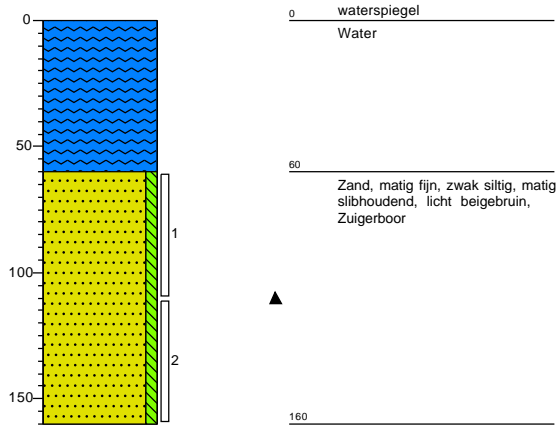 0
50
100
150
1
2
0 waterspiegel
Water
60
Zand, matig fijn, zwak siltig, matig
slibhoudend, licht beigebruin,
Zuigerboor
160